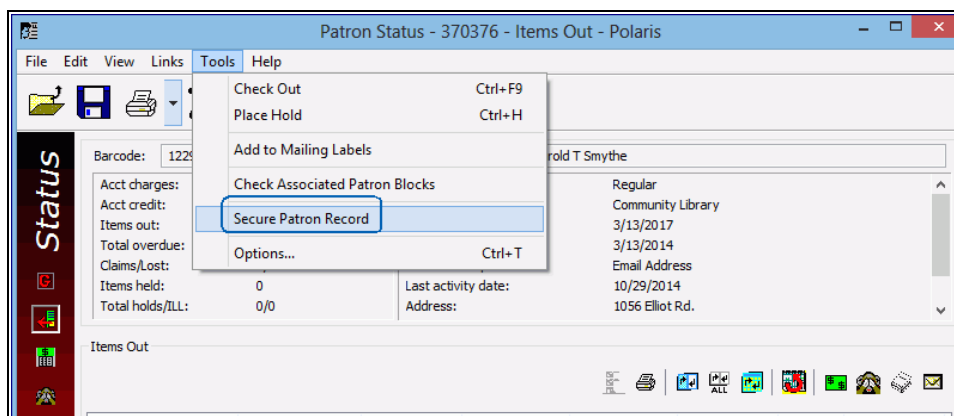 Patron Status - 370376 - Items Out - Polaris
File Edit View Links Tools Help
Check Out Ctrl+F9
Place Hold Ctrl+H
Add to Mailing Labels
Check Associated Patron Blocks
Secure Patron Record
Options... Ctrl+T
Status
Barcode: 1229 rold T Smythe
Acct charges: Regular
Acct credit: Community Library
Items out: 3/13/2017
Total overdue: 3/13/2014
Claims/Lost: Email Address
Items held: 0 Last activity date: 10/29/2014
Total holds/ILL: 0/0 Address: 1056 Elliot Rd.
Items Out
ALL